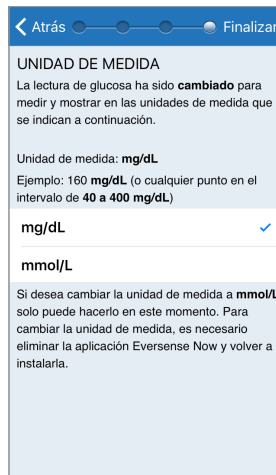 Atrás Finalizar
UNIDAD DE MEDIDA
La lectura de glucosa ha sido cambiado para
medir y mostrar en las unidades de medida que
se indican a continuación.
Unidad de medida: mg/dL
Ejemplo: 160 mg/dL (o cualquier punto en el
intervalo de 40 a 400 mg/dL)
mg/dL
mmol/L
Si desea cambiar la unidad de medida a mmol/L
solo puede hacerlo en este momento. Para
cambiar la unidad de medida, es necesario
eliminar la aplicación Eversense Now y volver a
instalarla.